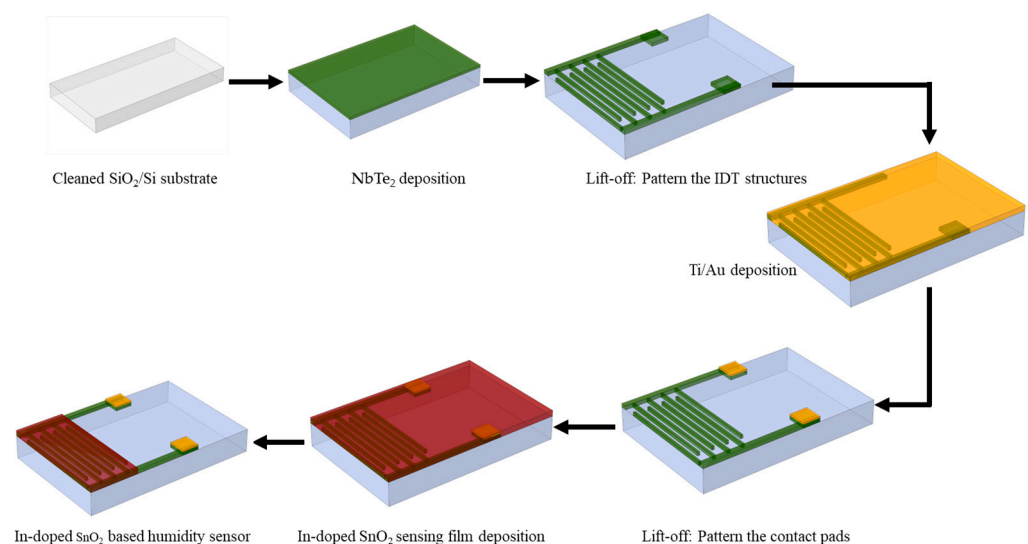 Cleaned SiO₂/Si substrate
NbTe₂ deposition
Lift-off: Pattern the IDT structures
Ti/Au deposition
In-doped SnO₂ based humidity sensor
In-doped SnO₂ sensing film deposition
Lift-off: Pattern the contact pads